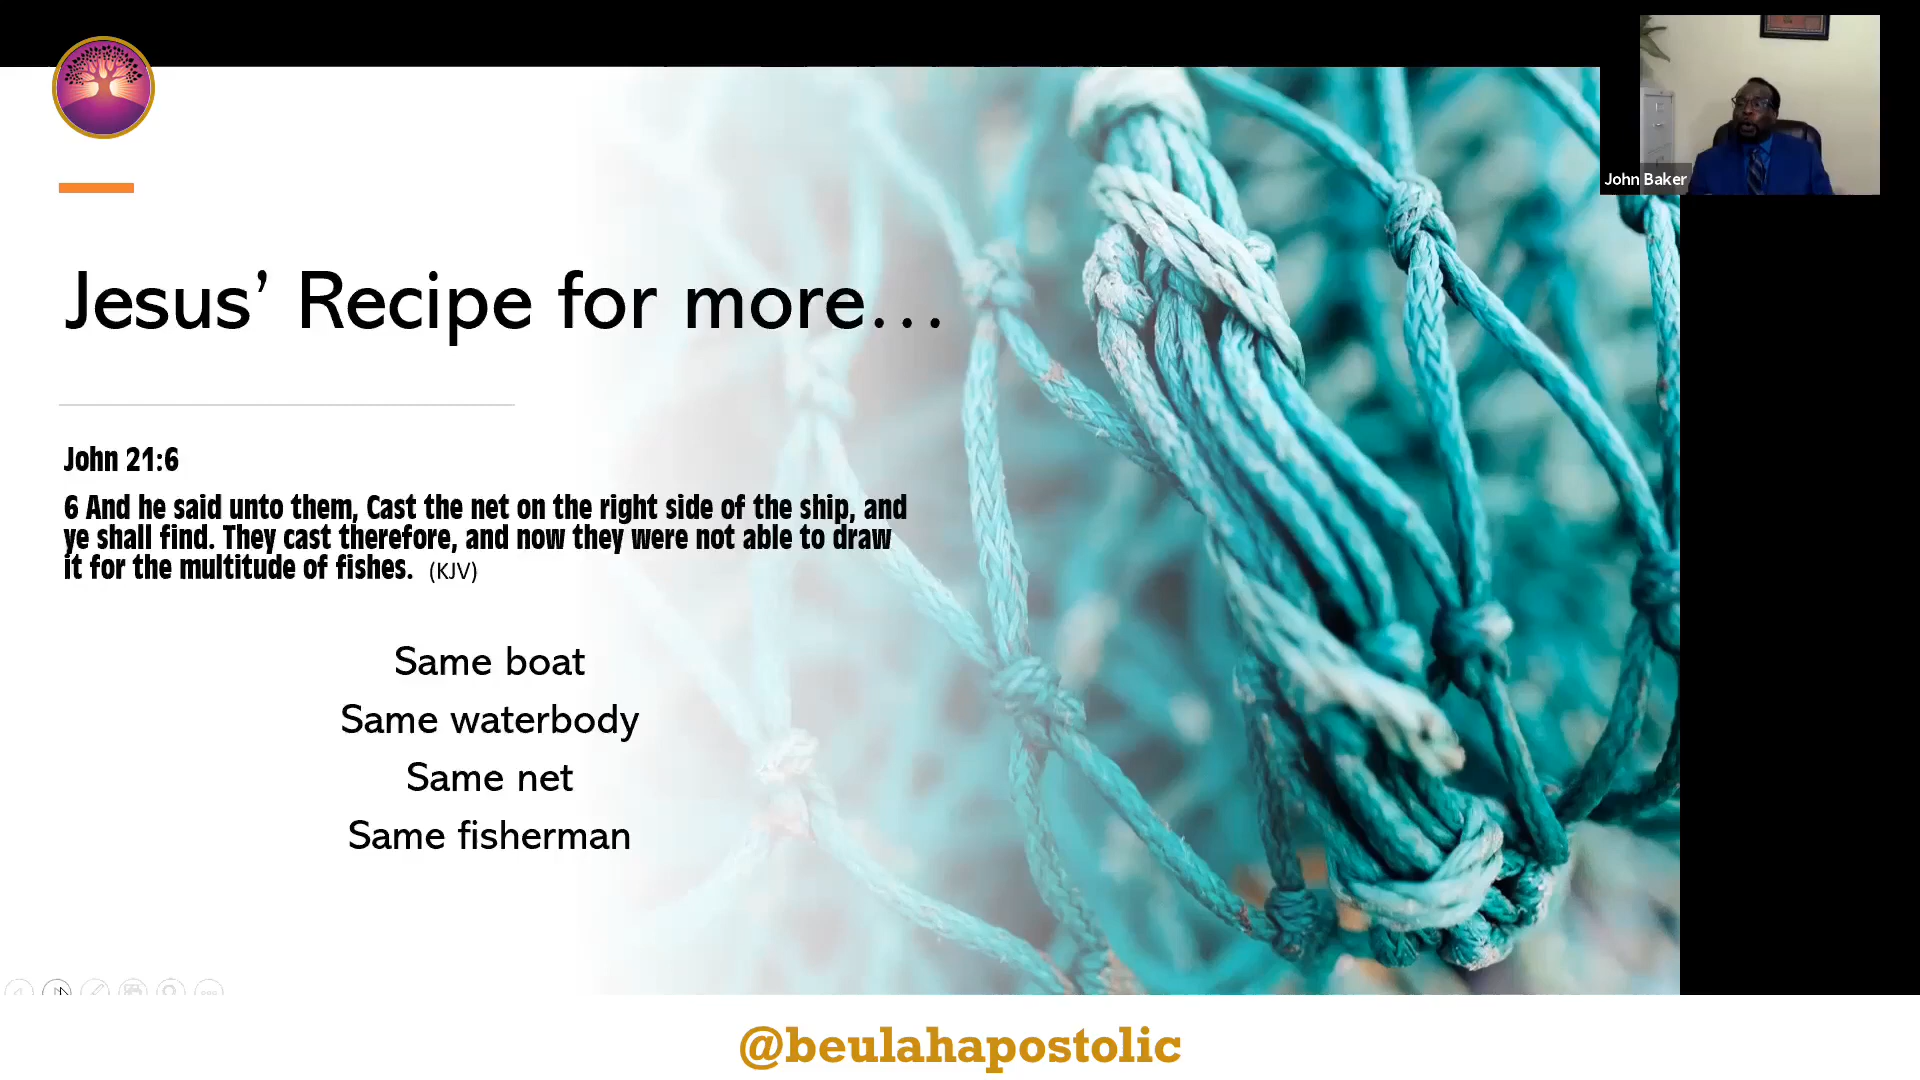 John Baker
Jesus’ Recipe for more…
John 21:6
6 And he said unto them, Cast the net on the right side of the ship, and
ye shall find. They cast therefore, and now they were not able to draw
it for the multitude of fishes. (KJV)
Same boat
Same waterbody
Same net
Same fisherman
@beulahapostolic